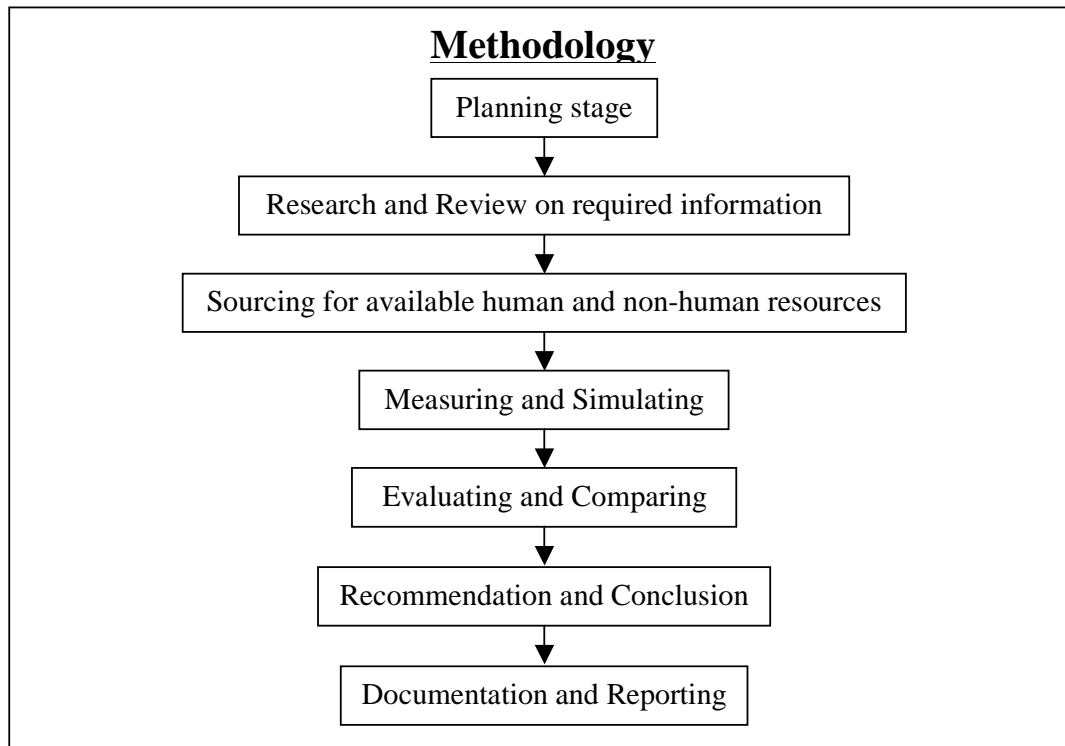 Methodology
Planning stage
Research and Review on required information
Sourcing for available human and non-human resources
Measuring and Simulating
Evaluating and Comparing
Recommendation and Conclusion
Documentation and Reporting